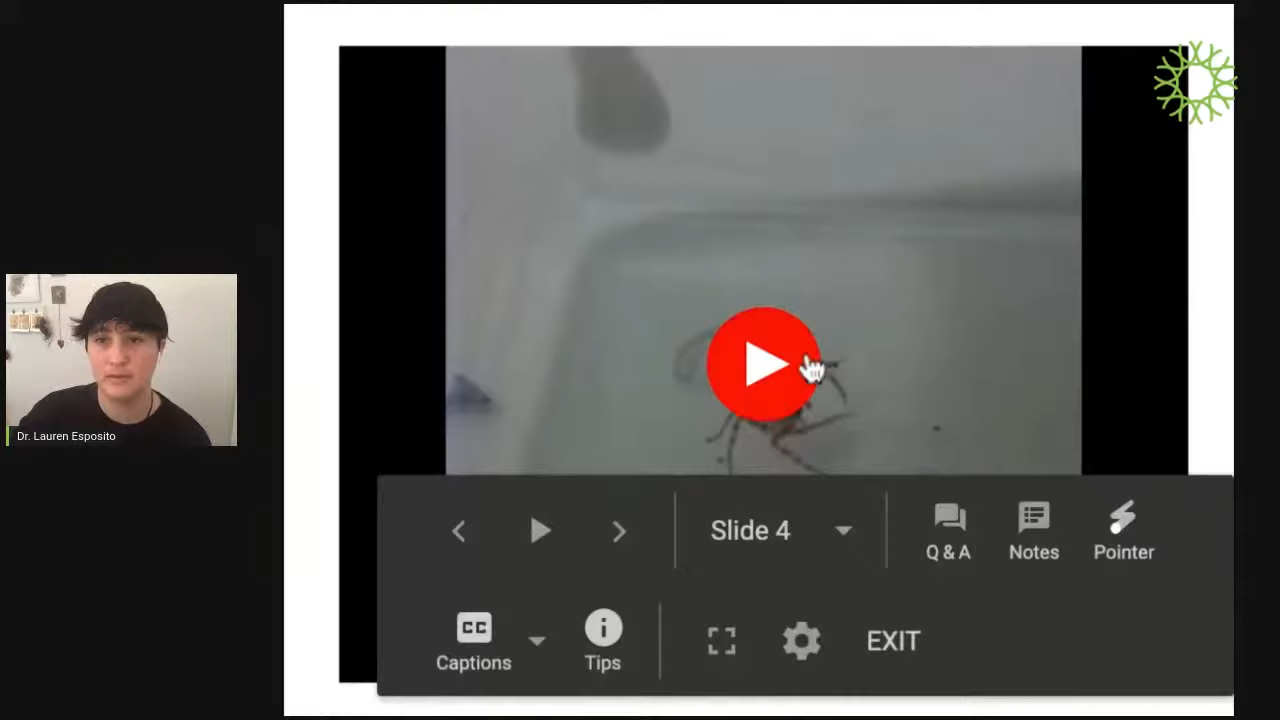 Dr. Lauren Esposito
Slide 4
Q & A
Notes
Pointer
CC
Captions
Tips
EXIT